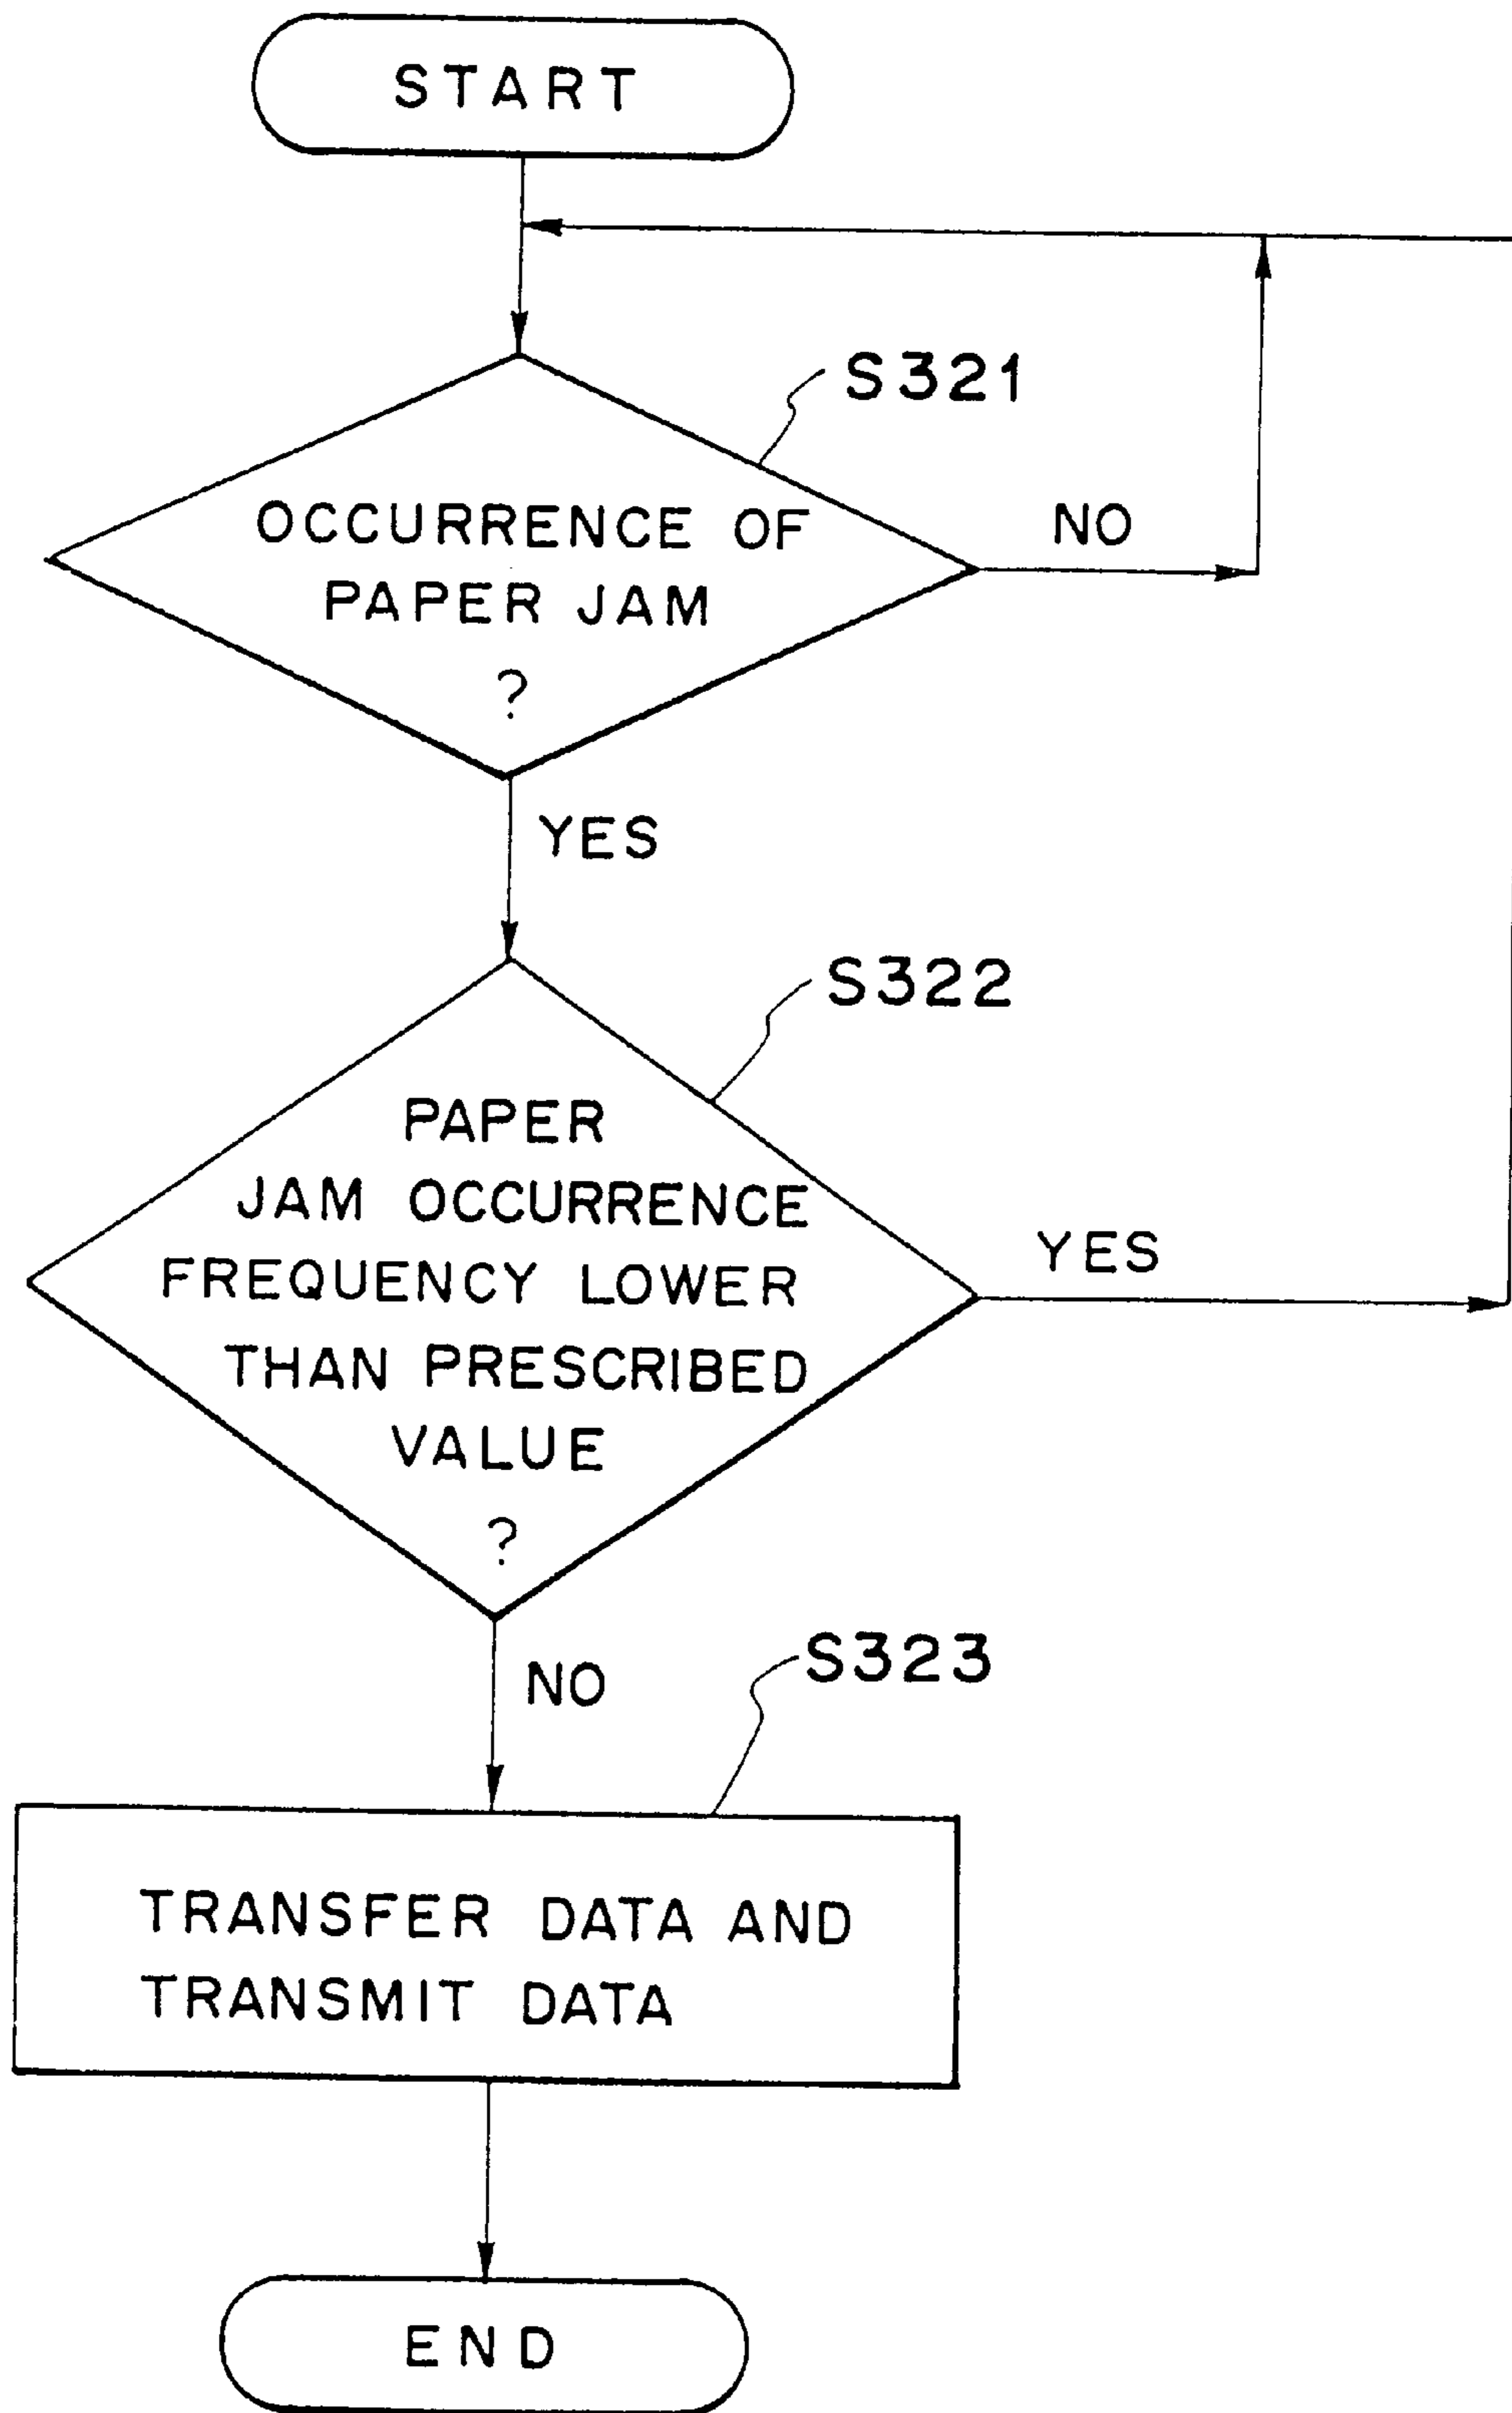 START
S321
OCCURRENCE OF
PAPER JAM
?
NO
YES
S322
PAPER
JAM OCCURRENCE
FREQUENCY LOWER
THAN PRESCRIBED
VALUE
?
YES
NO
S323
TRANSFER DATA AND
TRANSMIT DATA
END